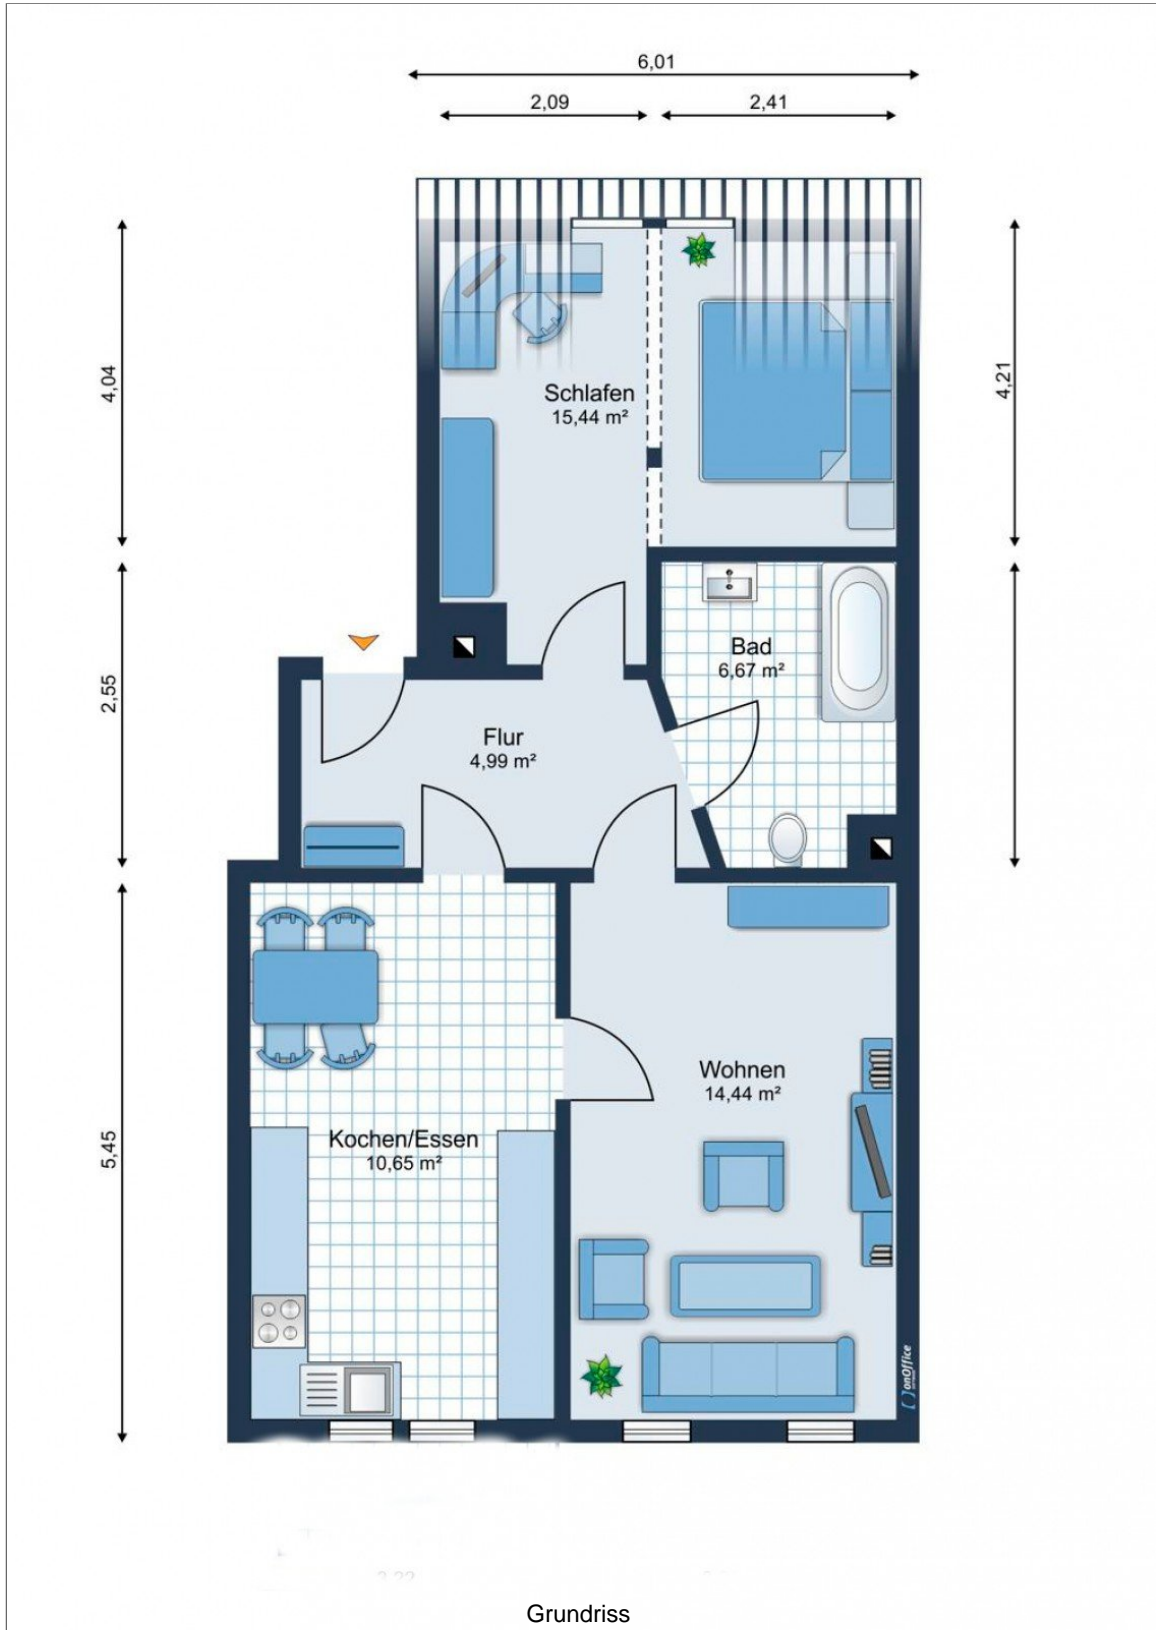 6,01
2,09
2,41
4,04
4,21
Schlafen
15,44 m²
2,55
Bad
6,67 m²
Flur
4,99 m²
5,45
Wohnen
14,44 m²
Kochen/Essen
10,65 m²
onOffice
Grundriss